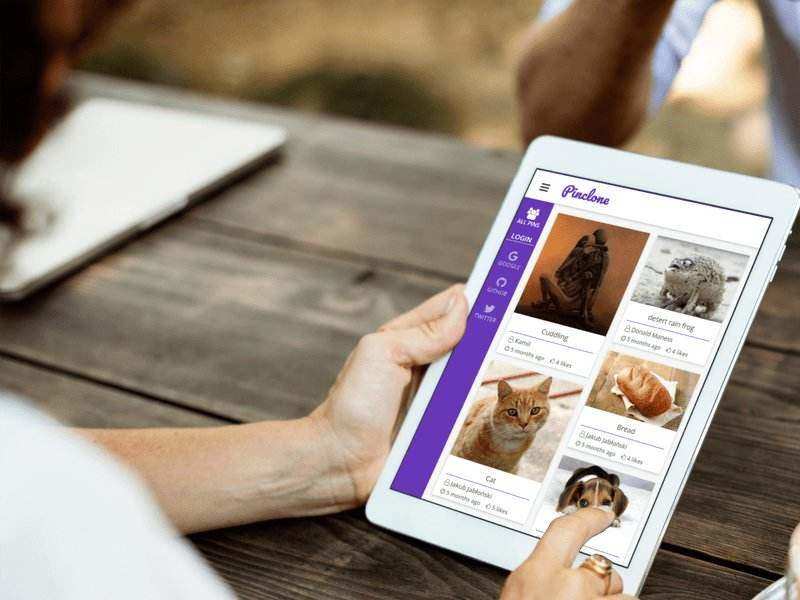 Pinclone
ALL PINS
LOGIN
GOOGLE
GITHUB
TWITTER
Cuddling
Kamil
5 months ago 4 likes
desert rain frog
Donald Maness
5 months ago 4 likes
Cat
Jakub Jabłoński
5 months ago 5 likes
Bread
Jakub Jabłoński
5 months ago 4 likes